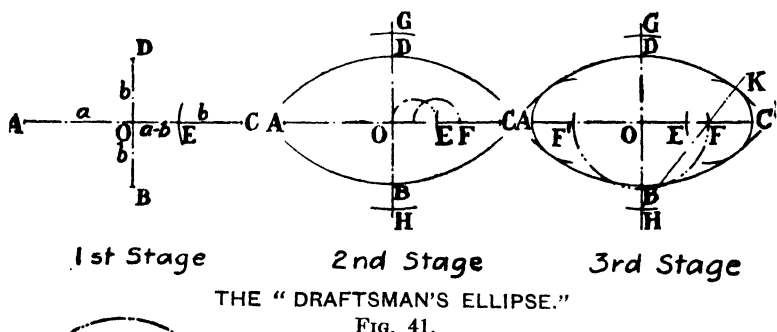 G
D
b
a
b
A
O
a-b
E
C
b
B
1st Stage
G
D
A
O
E
F
C
B
H
2nd Stage
G
D
K
A
F'
O
E
F
C
B
H
3rd Stage
THE “ DRAFTSMAN'S ELLIPSE.”
FIG. 41.